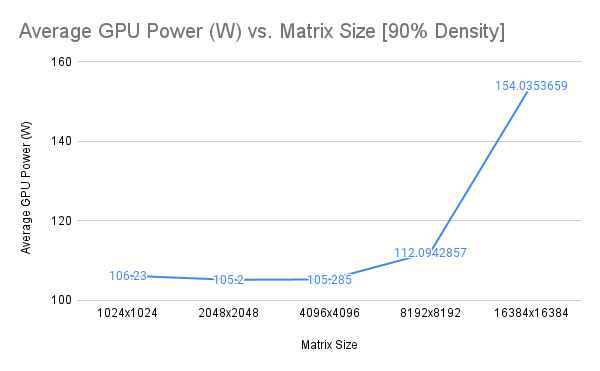 Average GPU Power (W) vs. Matrix Size [90% Density]
160
140
120
100
Average GPU Power (W)
106.23
105.2
105.285
112.0942857
154.0353659
1024x1024
2048x2048
4096x4096
8192x8192
16384x16384
Matrix Size